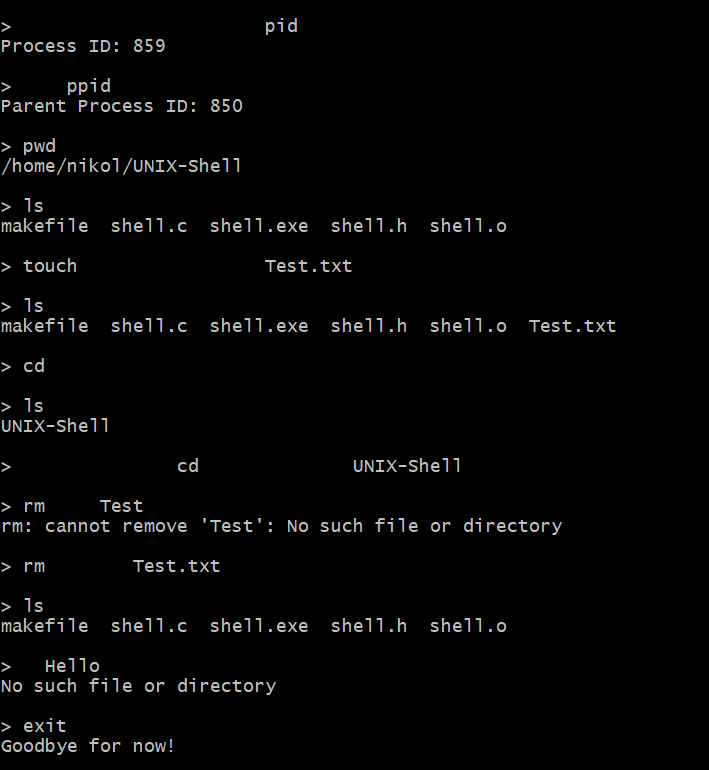 >                       pid
Process ID: 859
>     ppid
Parent Process ID: 850
> pwd
/home/nikol/UNIX-Shell
> ls
makefile  shell.c  shell.exe  shell.h  shell.o
> touch                 Test.txt
> ls
makefile  shell.c  shell.exe  shell.h  shell.o  Test.txt
> cd
> ls
UNIX-Shell
>               cd              UNIX-Shell
> rm     Test
rm: cannot remove 'Test': No such file or directory
> rm        Test.txt
> ls
makefile  shell.c  shell.exe  shell.h  shell.o
>   Hello
No such file or directory
> exit
Goodbye for now!